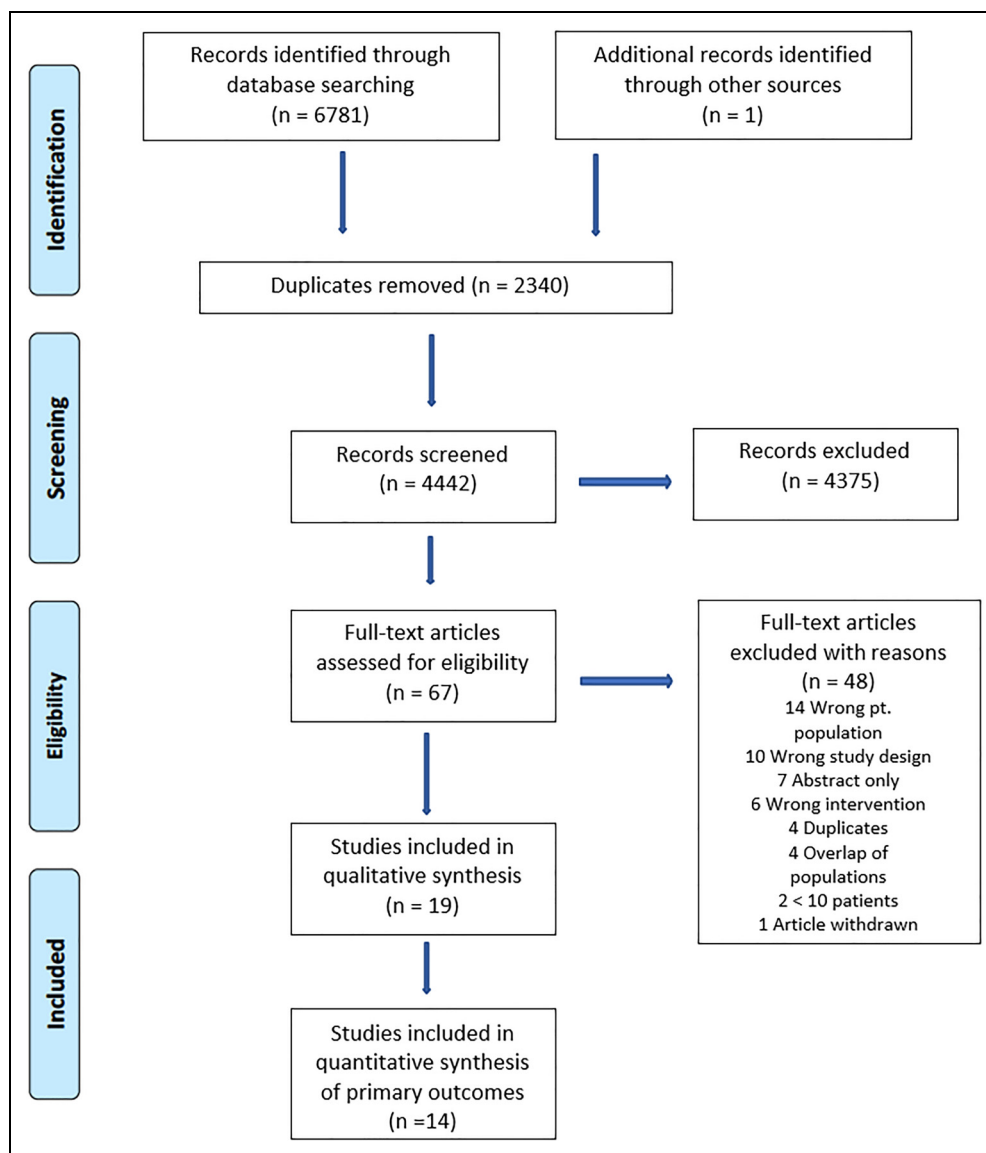 Identification
Records identified through
database searching
(n = 6781)
Additional records identified
through other sources
(n = 1)
Duplicates removed (n = 2340)
Screening
Records screened
(n = 4442)
Records excluded
(n = 4375)
Eligibility
Full-text articles
assessed for eligibility
(n = 67)
Full-text articles
excluded with reasons
(n = 48)
14 Wrong pt.
population
10 Wrong study design
7 Abstract only
6 Wrong intervention
4 Duplicates
4 Overlap of
populations
2 < 10 patients
1 Article withdrawn
Studies included in
qualitative synthesis
(n = 19)
Included
Studies included in
quantitative synthesis
of primary outcomes
(n =14)